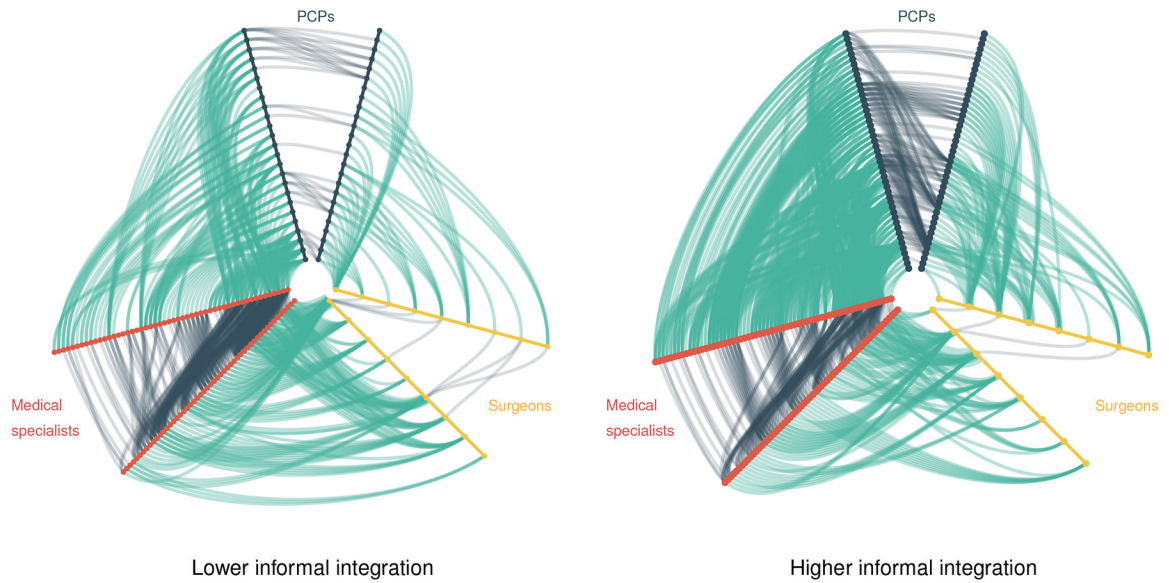 PCPs
PCPs
Medical
specialists
Surgeons
Medical
specialists
Surgeons
Lower informal integration
Higher informal integration